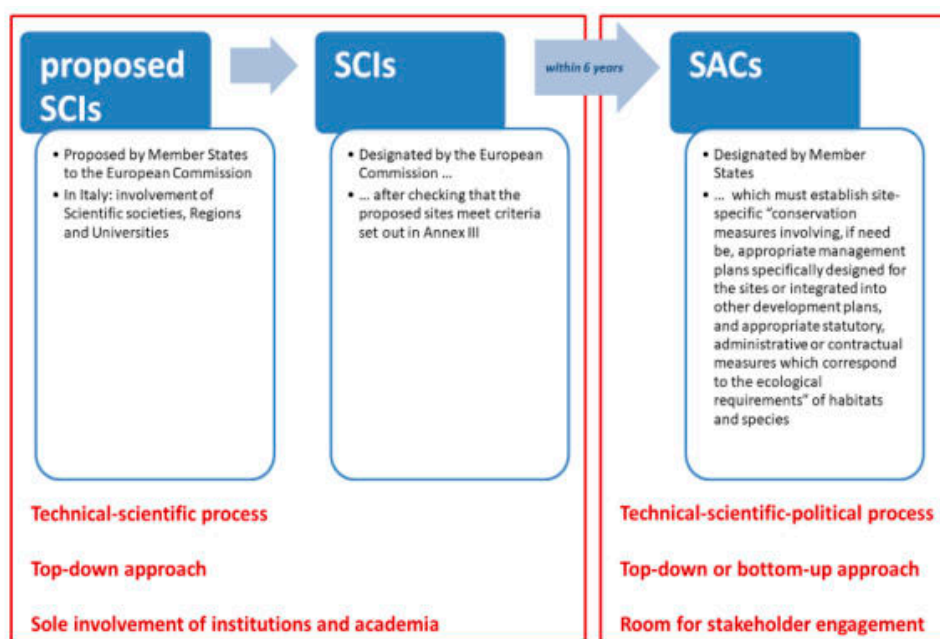 proposed
SCIs
SCIs
within 6 years
SACs
• Proposed by Member States
to the European Commission
• In Italy: involvement of
Scientific societies, Regions
and Universities
• Designated by the European
Commission ...
• ... after checking that the
proposed sites meet criteria
set out in Annex III
• Designated by Member
States
• ... which must establish site-
specific “conservation
measures involving, if need
be, appropriate management
plans specifically designed for
the sites or integrated into
other development plans,
and appropriate statutory,
administrative or contractual
measures which correspond
to the ecological
requirements” of habitats
and species
Technical-scientific process
Top-down approach
Sole involvement of institutions and academia
Technical-scientific-political process
Top-down or bottom-up approach
Room for stakeholder engagement